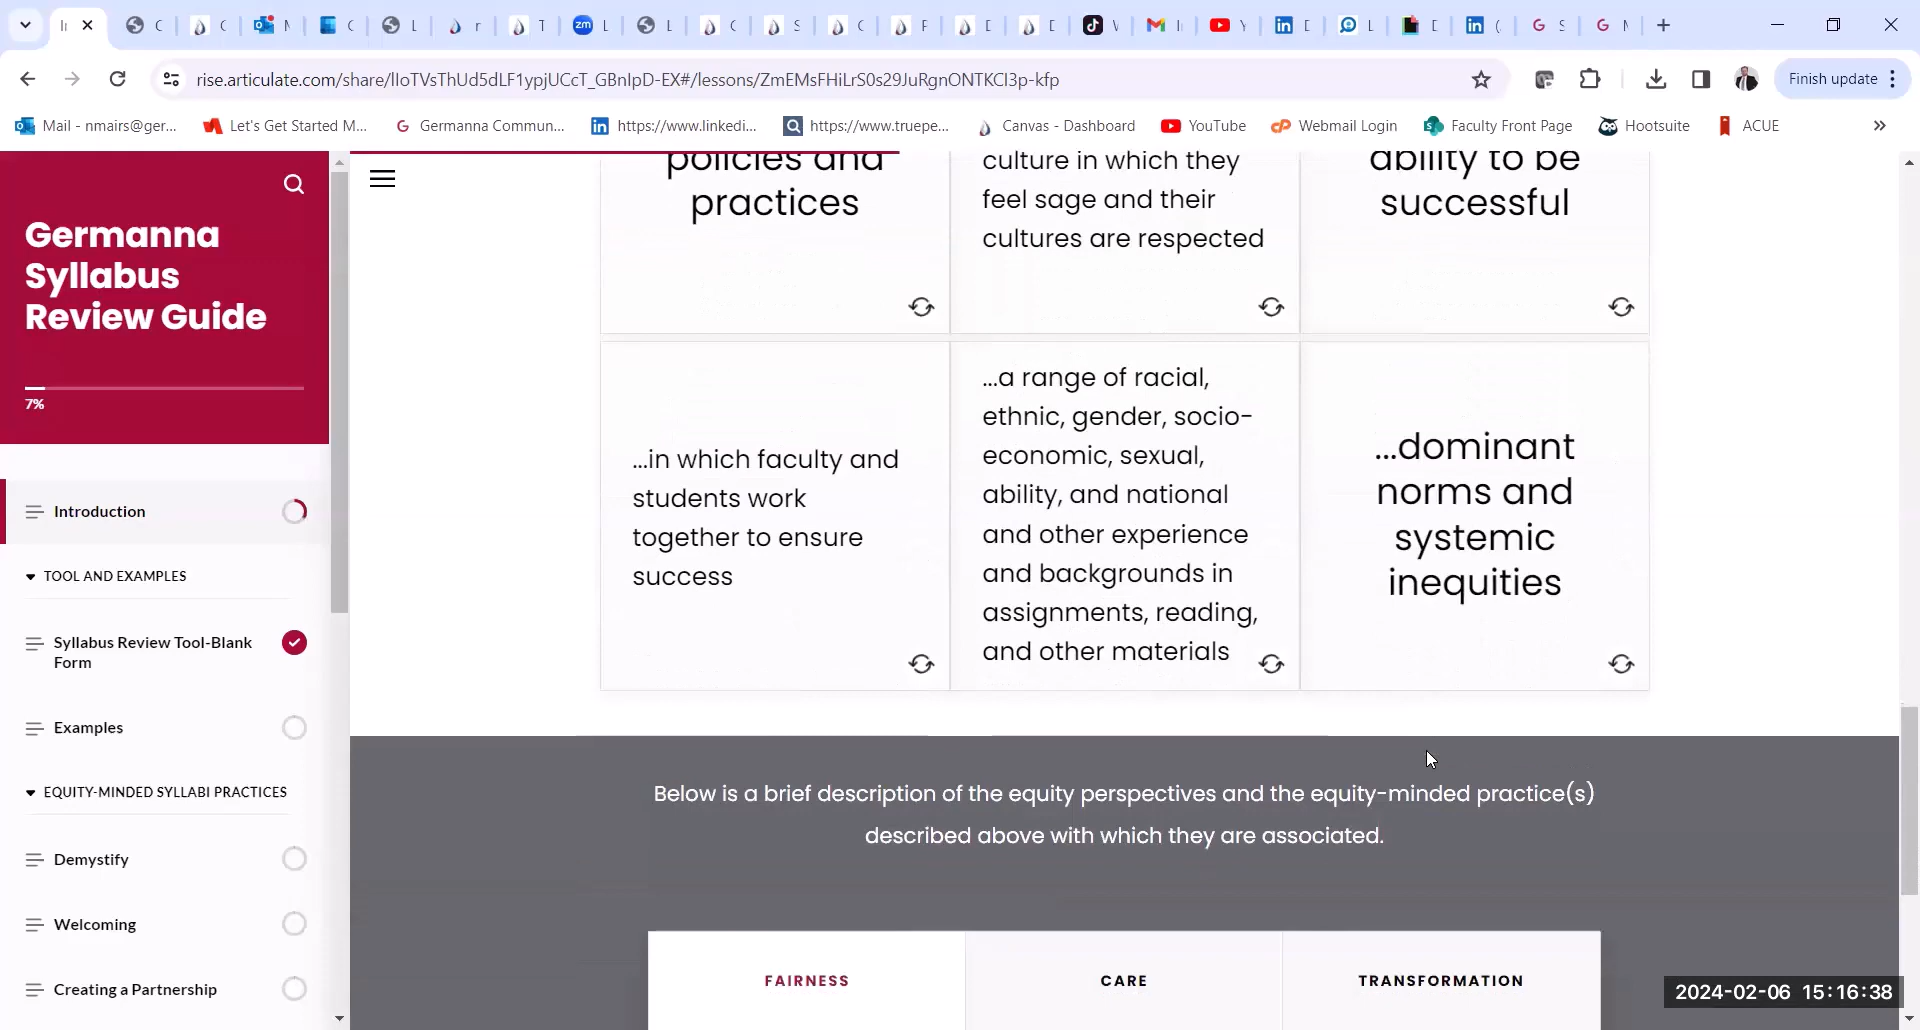 rise.articulate.com/share/lIoTVsThUd5dLF1ypjUCcT_GBnIpD-EX#/lessons/ZmEMsFHiLrS0s29JuRgnONTKCI3p-kfp
Finish update
Mail - nmairs@ger...
Let's Get Started M...
Germanna Commun...
https://www.linkedi...
https://www.truepe...
Canvas - Dashboard
YouTube
Webmail Login
Faculty Front Page
Hootsuite
ACUE
Germanna
Syllabus
Review Guide
7%
Introduction
TOOL AND EXAMPLES
Syllabus Review Tool-Blank
Form
Examples
EQUITY-MINDED SYLLABI PRACTICES
Demystify
Welcoming
Creating a Partnership
policies and
practices
culture in which they
feel sage and their
cultures are respected
ability to be
successful
...in which faculty and
students work
together to ensure
success
...a range of racial,
ethnic, gender, socio-
economic, sexual,
ability, and national
and other experience
and backgrounds in
assignments, reading,
and other materials
...dominant
norms and
systemic
inequities
Below is a brief description of the equity perspectives and the equity-minded practice(s)
described above with which they are associated.
FAIRNESS
CARE
TRANSFORMATION
2024-02-06 15:16:38